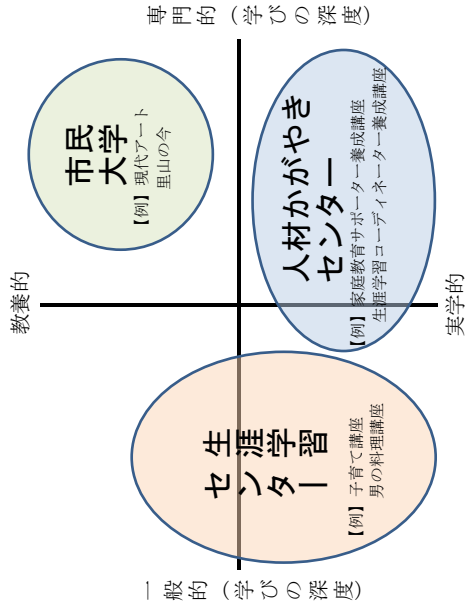 教養的
市民
大学
【例】現代アート
里山の今
専門的（学びの深度）
一般的（学びの深度）
生涯学習
センター
【例】子育て講座
男の料理講座
人材かがやき
センター
【例】家庭教育サポーター養成講座
生涯学習コーディネーター養成講座
実学的